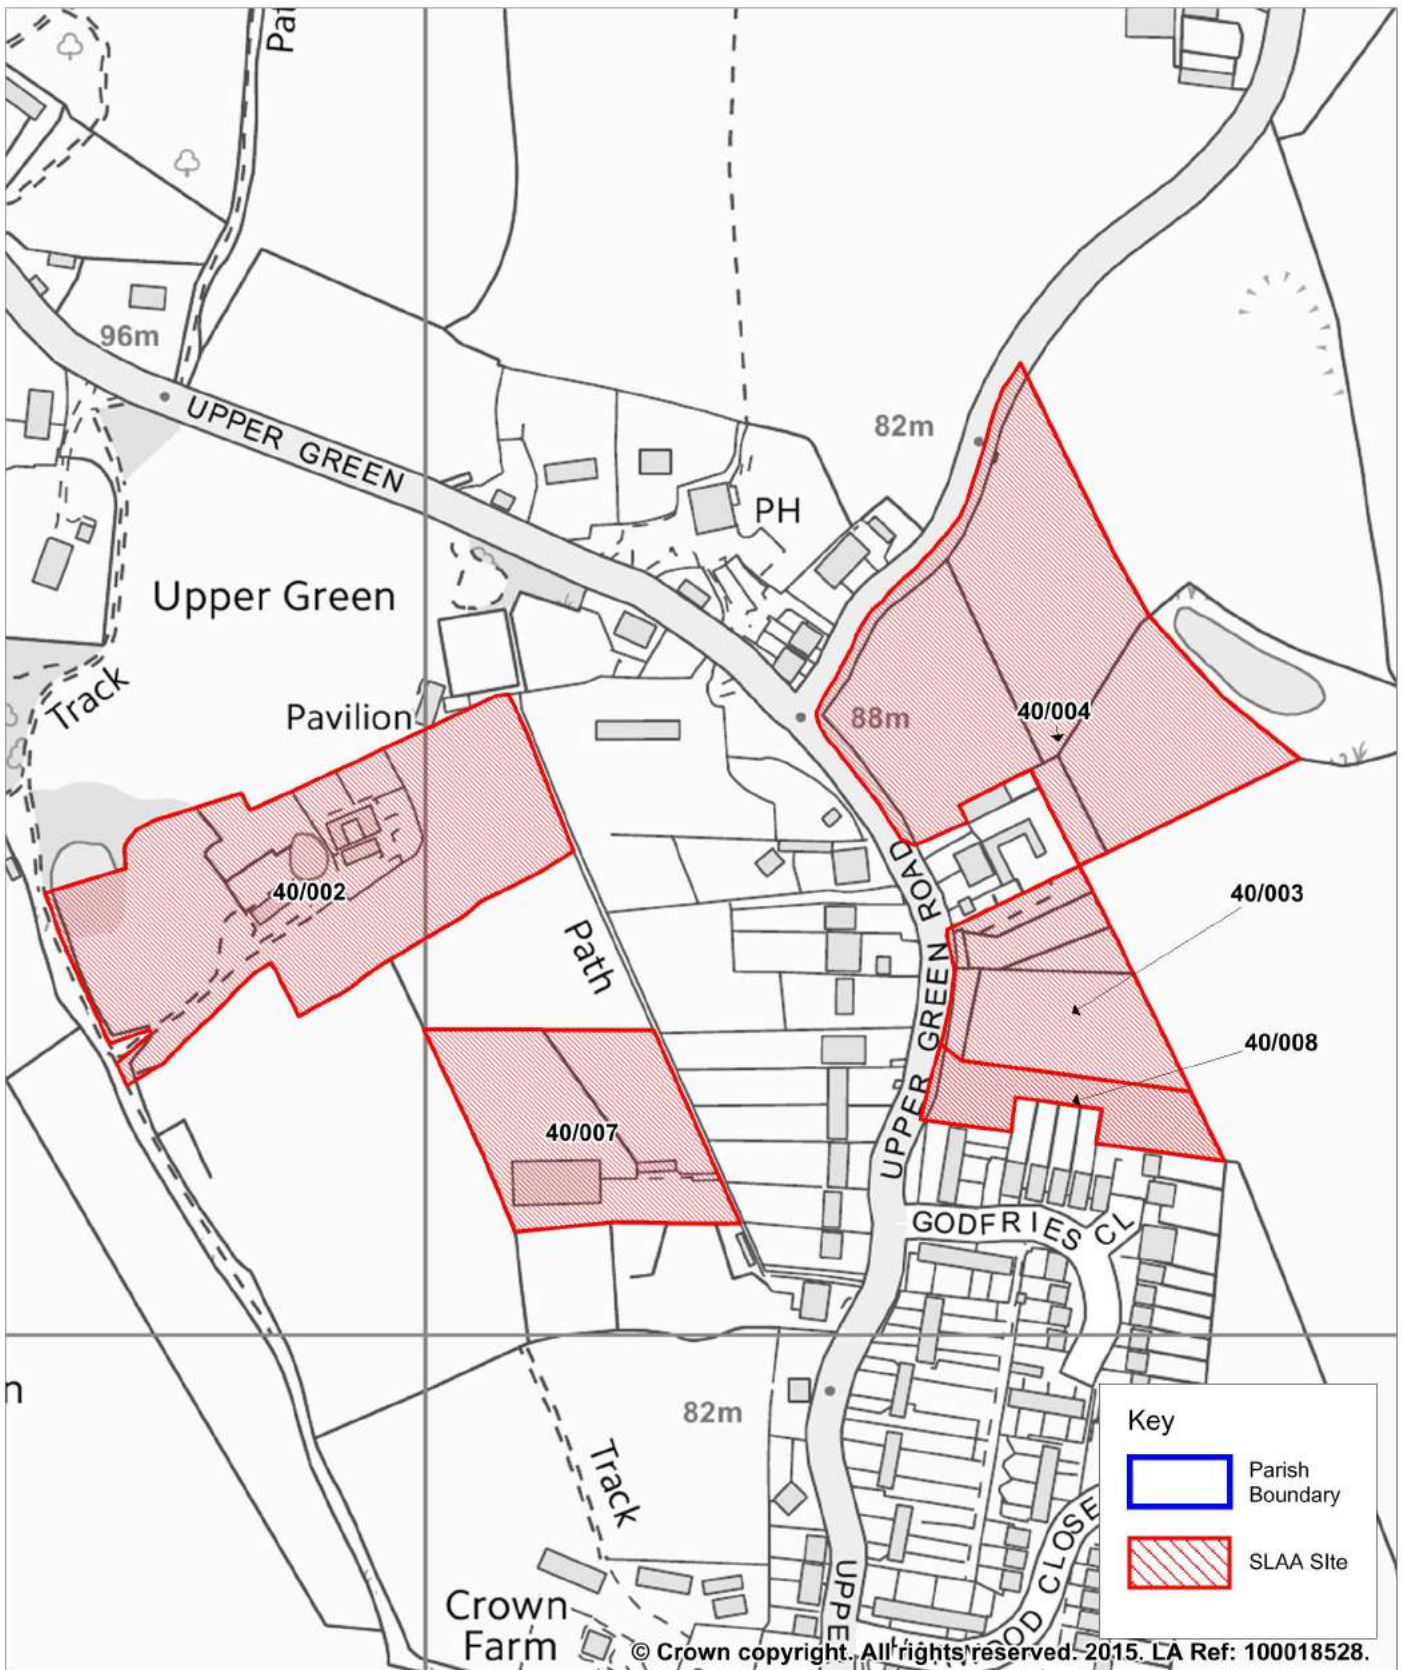 96m
UPPER GREEN
82m
PH
Upper Green
Track
Pavilion
88m
40/004
40/002
Path
UPPER GREEN ROAD
40/003
40/008
40/007
GODFRIES CL
82m
Track
Key
Parish
Boundary
SLAA SIte
CLOSE
Crown
Farm
UPPE
© Crown copyright. All rights reserved. 2015. LA Ref: 100018528.